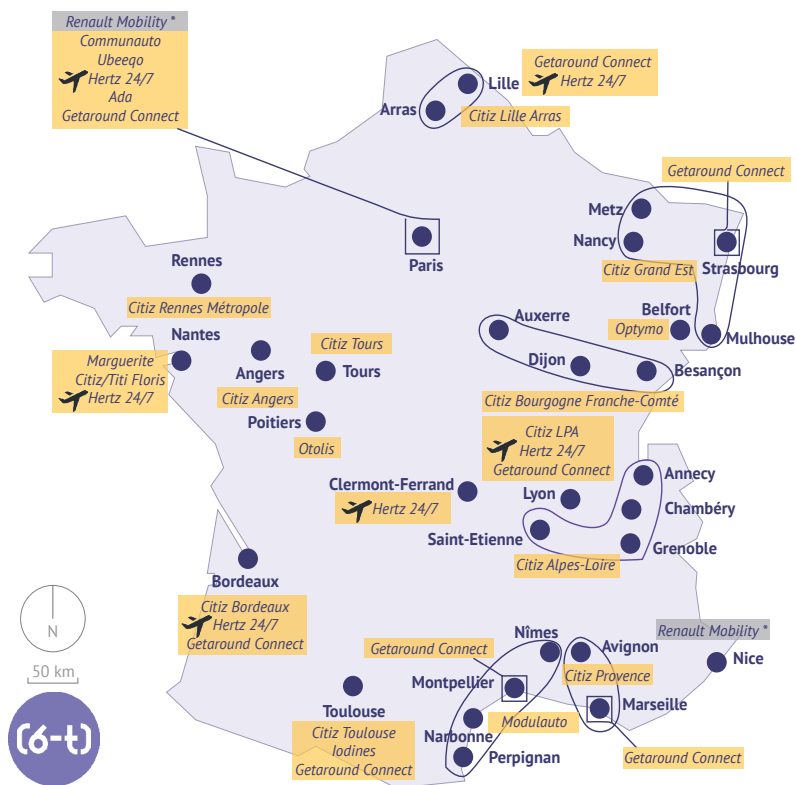 Renault Mobility *
Communauto
Ubeeqo
Hertz 24/7
Ada
Getaround Connect
Lille
Getaround Connect
Hertz 24/7
Arras
Citiz Lille Arras
Getaround Connect
Metz
Nancy
Strasbourg
Citiz Grand Est
Paris
Rennes
Citiz Rennes Métropole
Belfort
Optymo
Mulhouse
Auxerre
Dijon
Besançon
Citiz Bourgogne Franche-Comté
Nantes
Marguerite
Citiz/Titi Floris
Hertz 24/7
Angers
Citiz Angers
Citiz Tours
Tours
Poitiers
Otolis
Citiz LPA
Hertz 24/7
Getaround Connect
Lyon
Clermont-Ferrand
Hertz 24/7
Annecy
Chambéry
Saint-Etienne
Grenoble
Citiz Alpes-Loire
Bordeaux
Citiz Bordeaux
Hertz 24/7
Getaround Connect
N
50 km
(6-t)
Renault Mobility *
Nice
Nîmes
Avignon
Getaround Connect
Citiz Provence
Montpellier
Marseille
Modulauto
Toulouse
Citiz Toulouse
Iodines
Getaround Connect
Narbonne
Perpignan
Getaround Connect